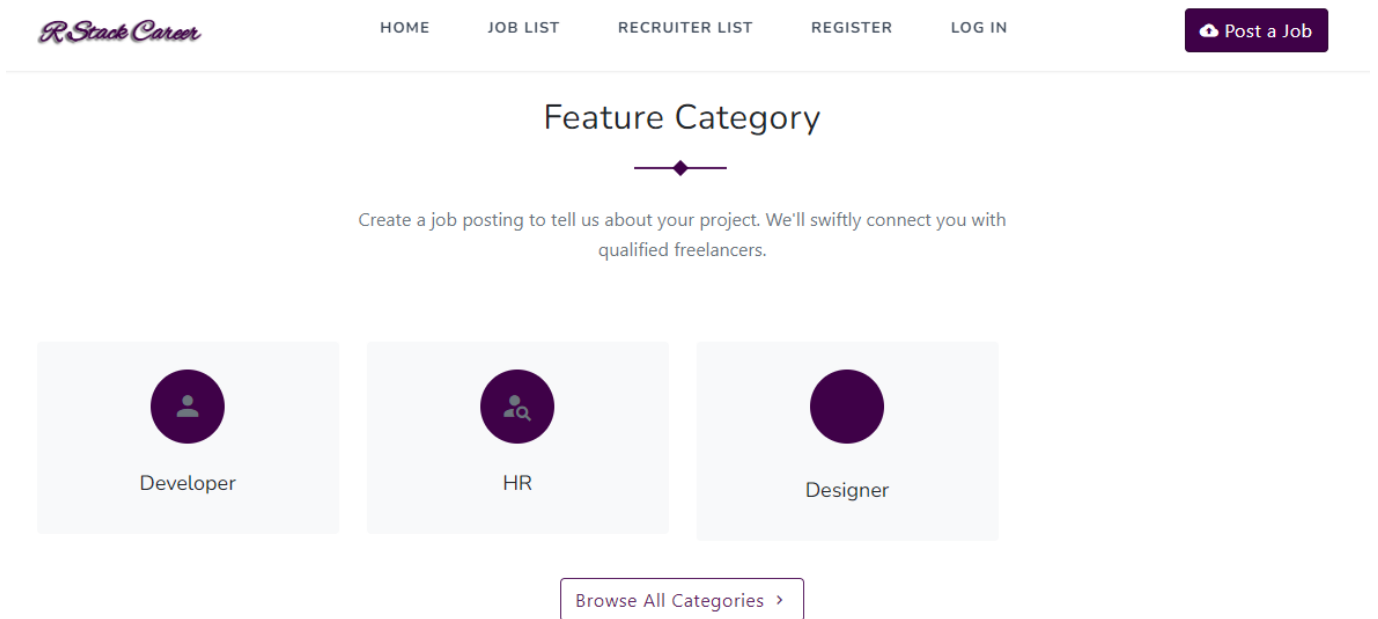 R Stack Career
HOME JOB LIST RECRUITER LIST REGISTER LOG IN
Post a Job
Feature Category
Create a job posting to tell us about your project. We'll swiftly connect you with
qualified freelancers.
Developer
HR
Designer
Browse All Categories